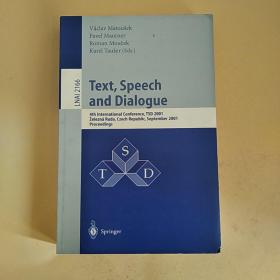 Václav Matoušek
Pavel Mautner
Roman Mouček
Karel Taušer (Eds.)
LNAI 2166
Text, Speech
and Dialogue
4th International Conference, TSD 2001
Železná Ruda, Czech Republic, September 2001
Proceedings
S
T D
Springer